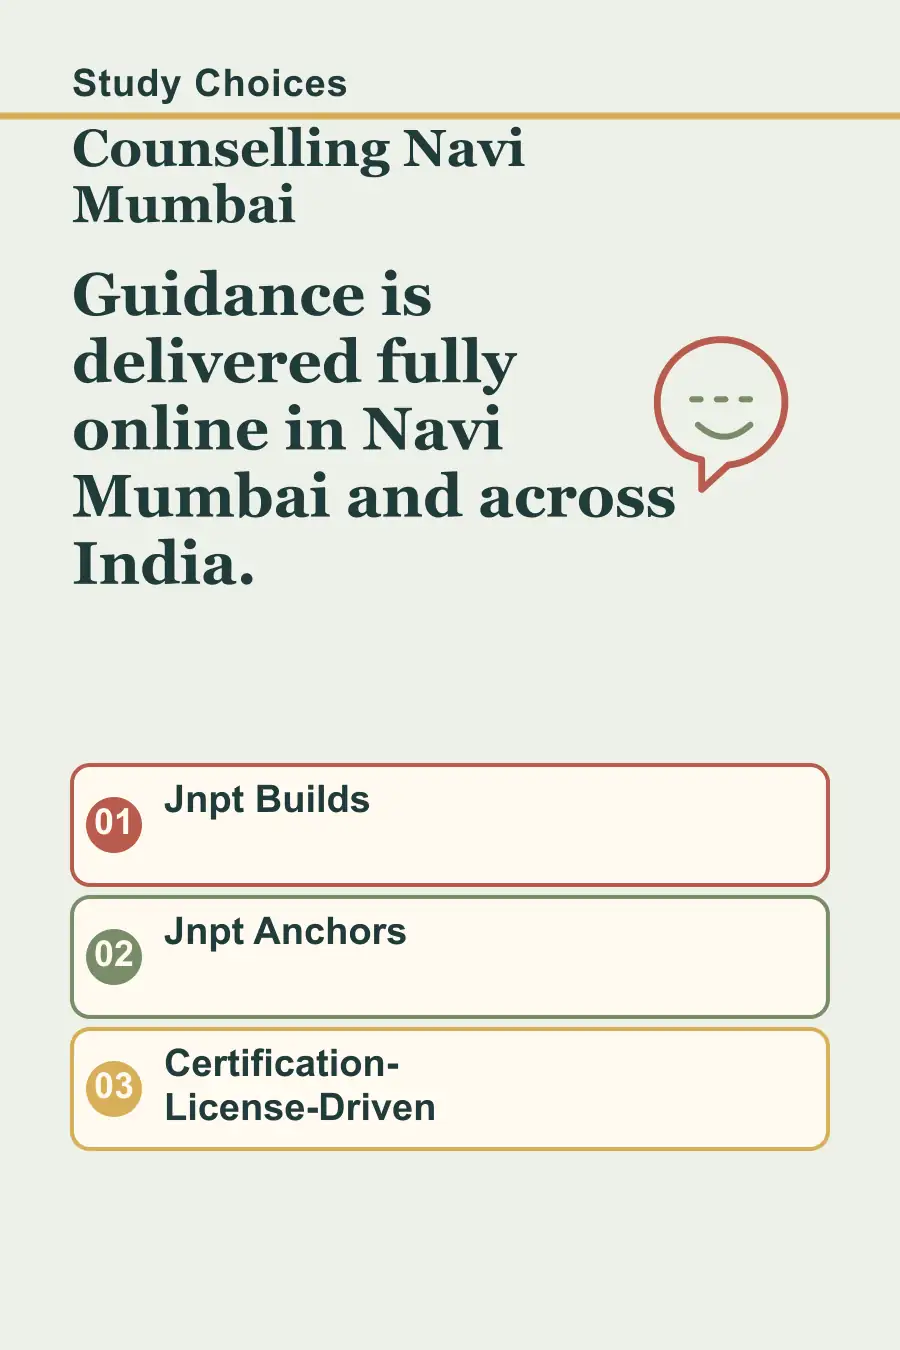 Study Choices
Counselling Navi
Mumbai
Guidance is
delivered fully
online in Navi
Mumbai and across
India.
01
Jnpt Builds
02
Jnpt Anchors
03
Certification-
License-Driven